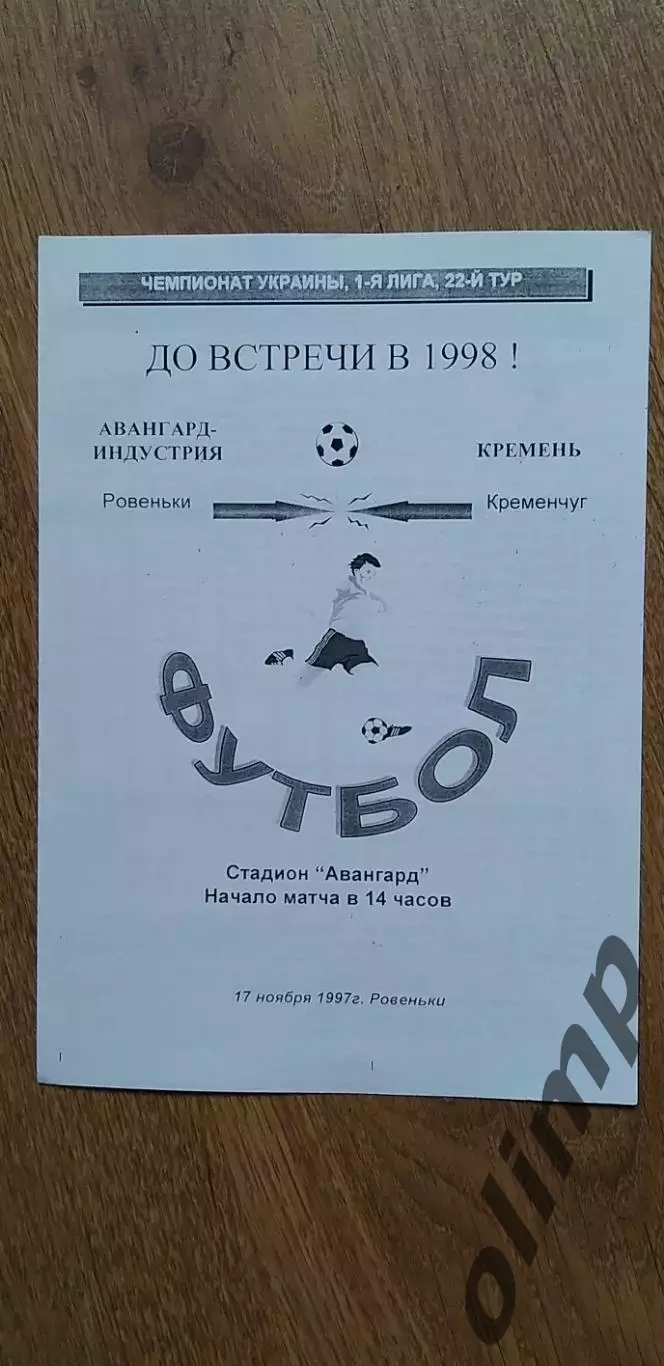 ЧЕМПИОНАТ УКРАИНЫ, 1-Я ЛИГА, 22-Й ТУР
ДО ВСТРЕЧИ В 1998 !
АВАНГАРД-
ИНДУСТРИЯ
КРЕМЕНЬ
Ровеньки
Кременчуг
ФУТБОЛ
Стадион "Авангард"
Начало матча в 14 часов
17 ноября 1997г. Ровеньки
olimp